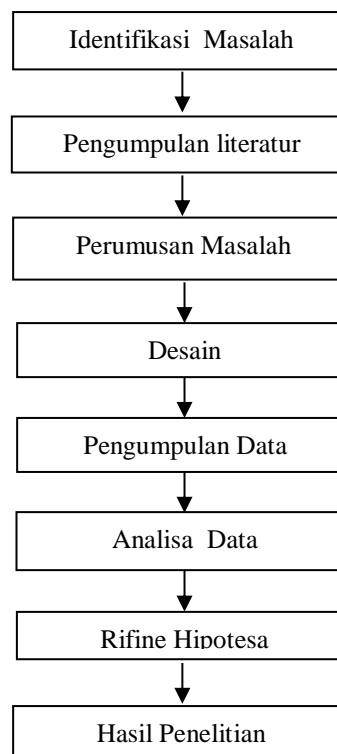 Identifikasi Masalah
Pengumpulan literatur
Perumusan Masalah
Desain
Pengumpulan Data
Analisa Data
Rifine Hipotesa
Hasil Penelitian